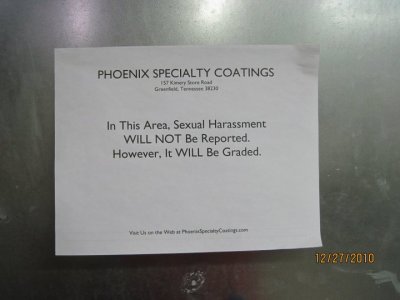 PHOENIX SPECIALTY COATINGS
157 Kimery Store Road
Greenfield, Tennessee 38230
In This Area, Sexual Harassment
WILL NOT Be Reported.
However, It WILL Be Graded.
Visit Us on the Web at PhoenixSpecialtyCoatings.com
12/27/2010